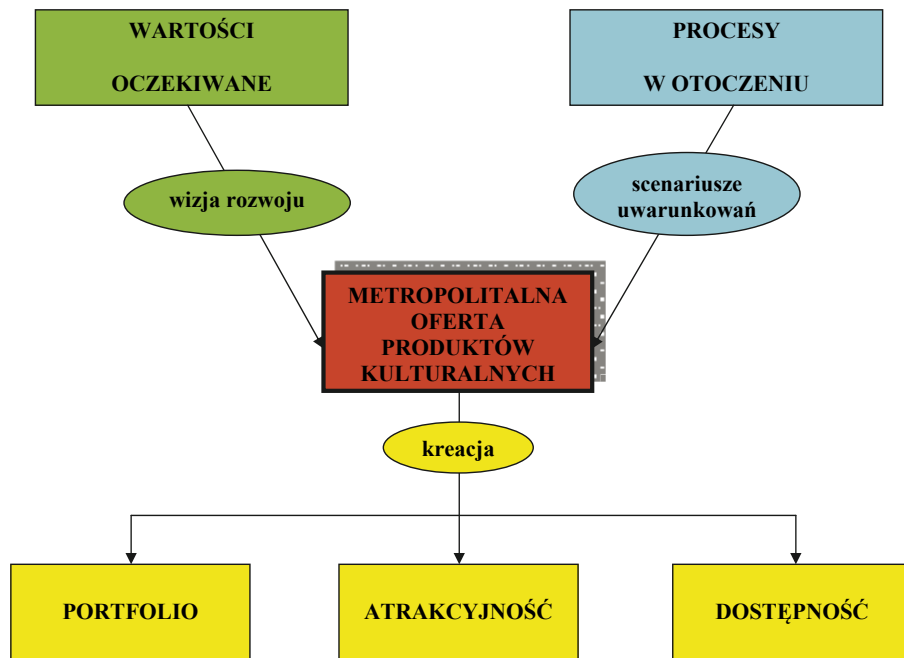 WARTOŚCI
OCZEKIWANE
PROCESY
W OTOCZENIU
wizja rozwoju
scenariusze
uwarunkowań
METROPOLITALNA
OFERTA
PRODUKTÓW
KULTURALNYCH
kreacja
PORTFOLIO
ATRAKCYJNOŚĆ
DOSTĘPNOŚĆ